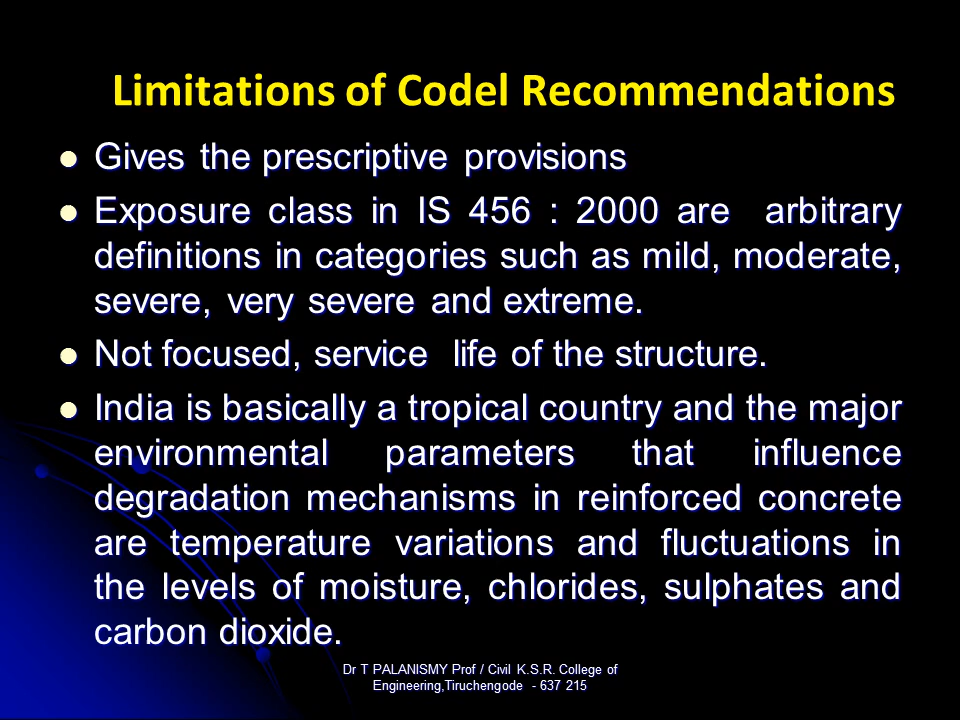 Limitations of Codel Recommendations
Gives the prescriptive provisions
Exposure class in IS 456 : 2000 are arbitrary
definitions in categories such as mild, moderate,
severe, very severe and extreme.
Not focused, service life of the structure.
India is basically a tropical country and the major
environmental parameters that influence
degradation mechanisms in reinforced concrete
are temperature variations and fluctuations in
the levels of moisture, chlorides, sulphates and
carbon dioxide.
Dr T PALANISMY Prof / Civil K.S.R. College of
Engineering,Tiruchengode - 637 215